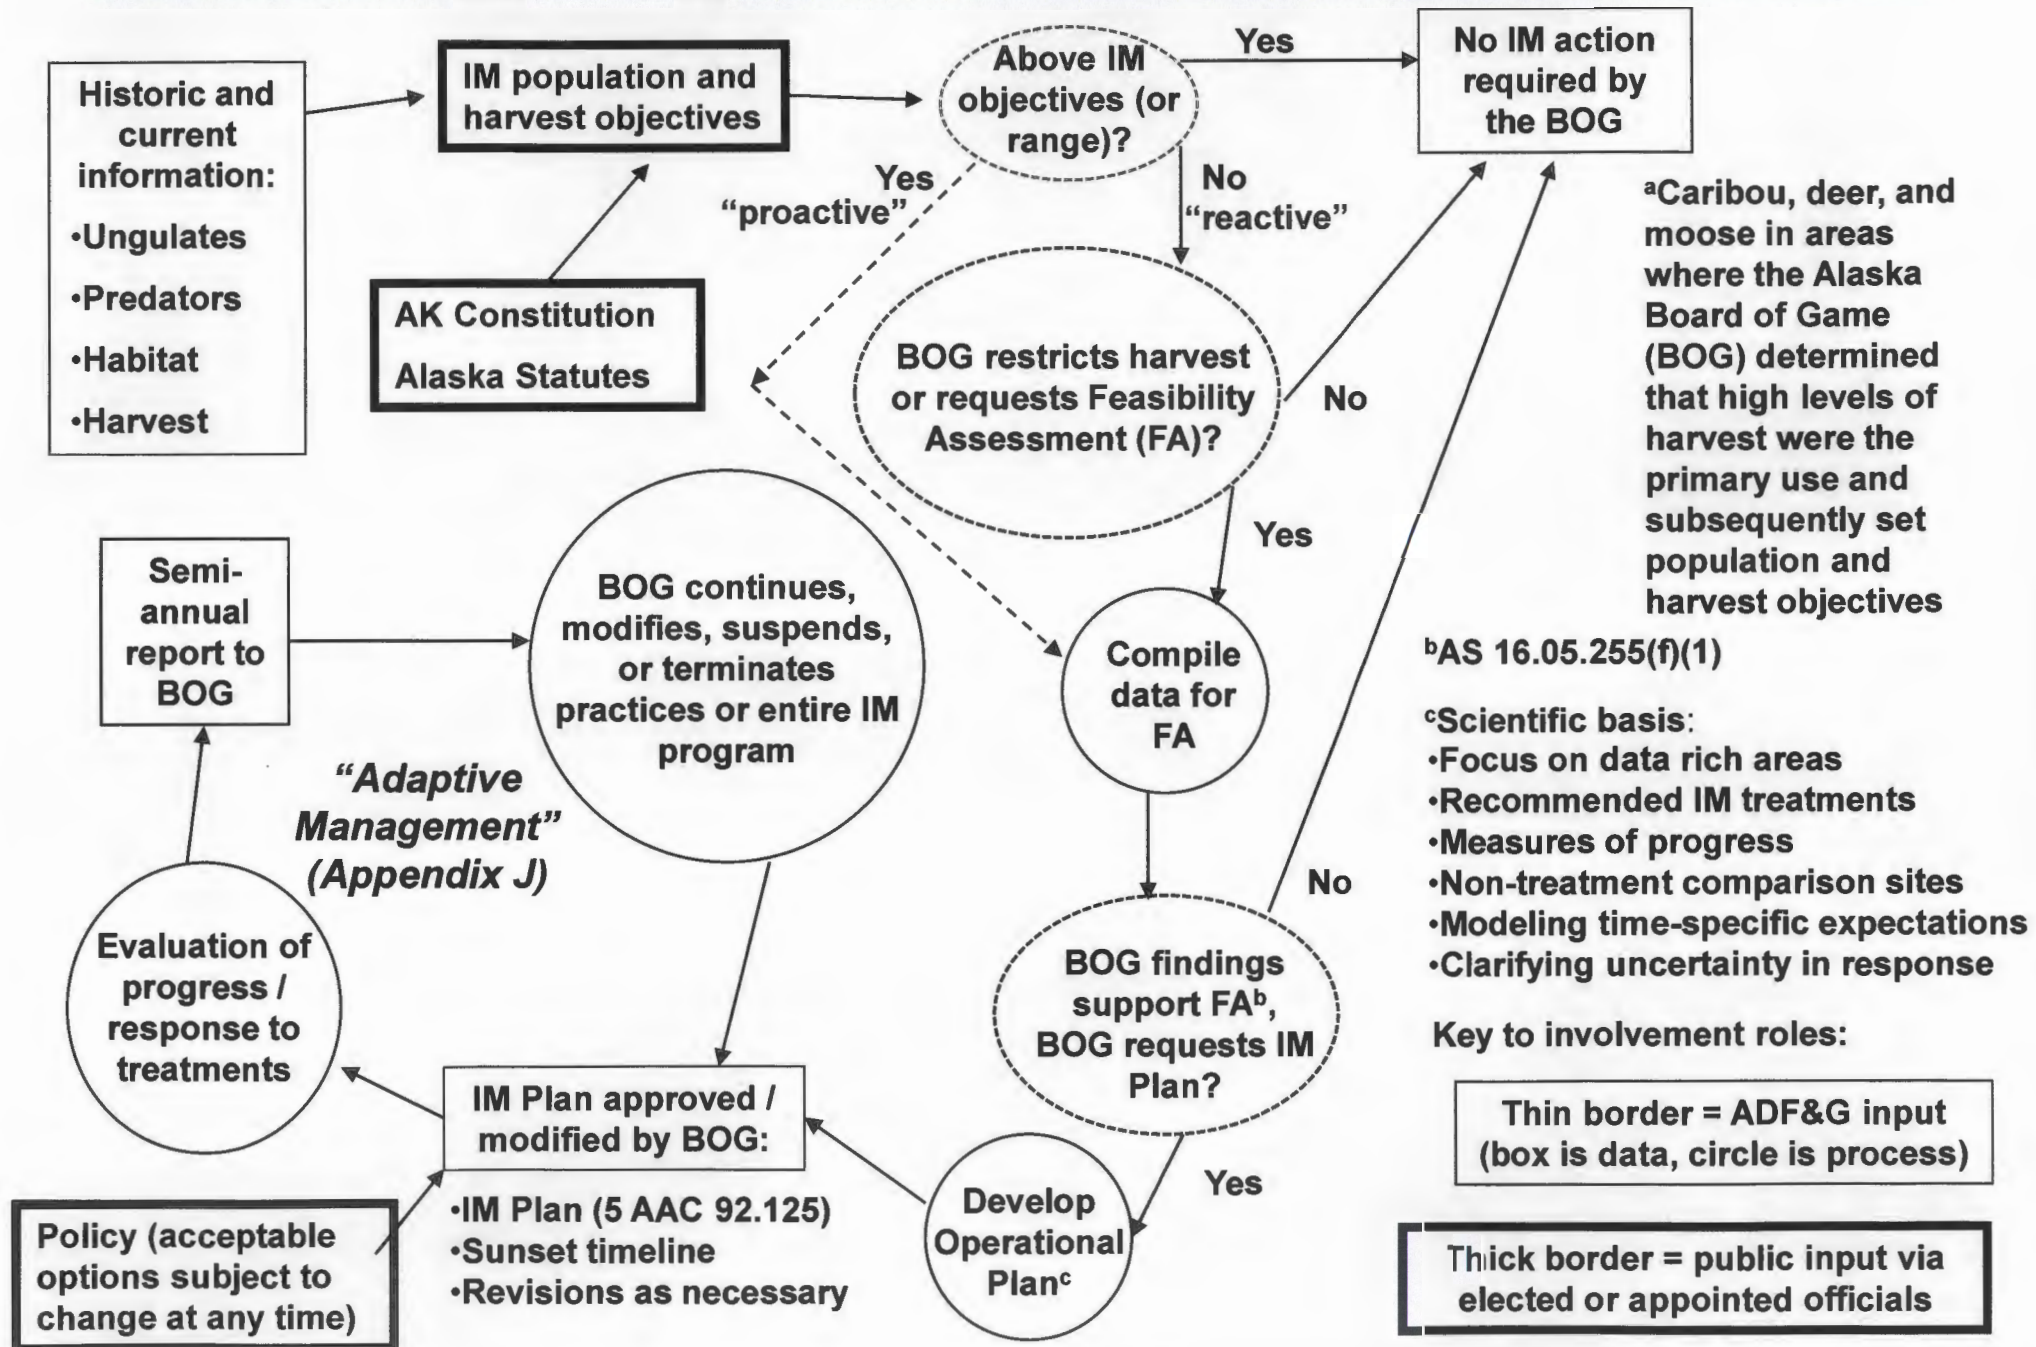 Historic and
current
information:
•Ungulates
•Predators
•Habitat
•Harvest
IM population and
harvest objectives
AK Constitution
Alaska Statutes
Above IM
objectives (or
range)?
Yes
No IM action
required by
the BOG
Yes
"proactive"
No
"reactive"
BOG restricts harvest
or requests Feasibility
Assessment (FA)?
No
Yes
ᵃCaribou, deer, and
moose in areas
where the Alaska
Board of Game
(BOG) determined
that high levels of
harvest were the
primary use and
subsequently set
population and
harvest objectives
Semi-
annual
report to
BOG
BOG continues,
modifies, suspends,
or terminates
practices or entire IM
program
Compile
data for
FA
ᵇAS 16.05.255(f)(1)
ᶜScientific basis:
•Focus on data rich areas
•Recommended IM treatments
•Measures of progress
•Non-treatment comparison sites
•Modeling time-specific expectations
•Clarifying uncertainty in response
"Adaptive
Management"
(Appendix J)
No
Evaluation of
progress /
response to
treatments
BOG findings
support FAᵇ,
BOG requests IM
Plan?
Yes
IM Plan approved /
modified by BOG:
•IM Plan (5 AAC 92.125)
•Sunset timeline
•Revisions as necessary
Develop
Operational
Planᶜ
Policy (acceptable
options subject to
change at any time)
Key to involvement roles:
Thin border = ADF&G input
(box is data, circle is process)
Thick border = public input via
elected or appointed officials